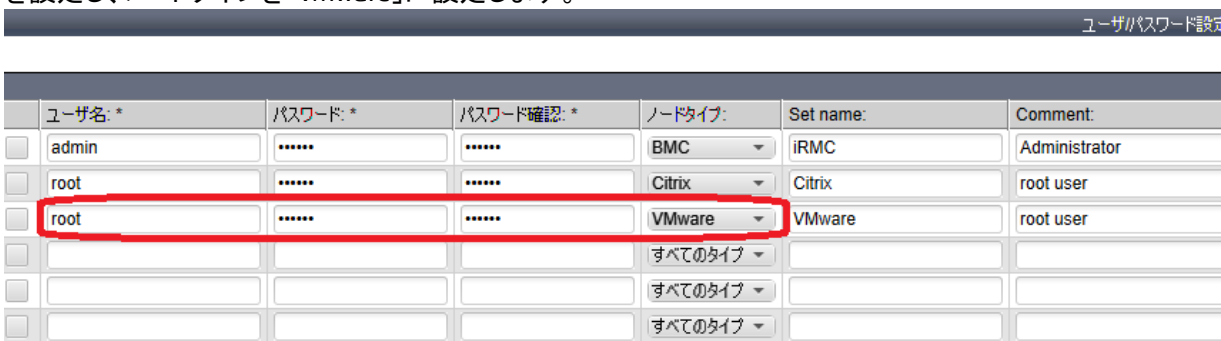 ユーザ/パスワード設定
ユーザ名: * パスワード: * パスワード確認: * ノードタイプ: Set name: Comment:
admin •••••• •••••• BMC iRMC Administrator
root •••••• •••••• Citrix Citrix root user
root •••••• •••••• VMware VMware root user
すべてのタイプ
すべてのタイプ
すべてのタイプ